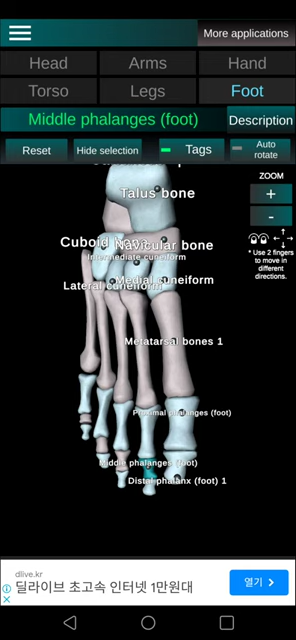 More applications
Head
Arms
Hand
Torso
Legs
Foot
Middle phalanges (foot)
Description
Reset
Hide selection
Tags
Auto rotate
ZOOM
+
-
* Use 2 fingers
to move in
different
directions.
Talus bone
Cuboid bone
Navicular bone
Intermediate cuneiform
Medial cuneiform
Lateral cuneiform
Metatarsal bones 1
Proximal phalanges (foot)
Middle phalanges (foot)
Distal phalanx (foot) 1
dlive.kr
딜라이브 초고속 인터넷 1만원대
열기